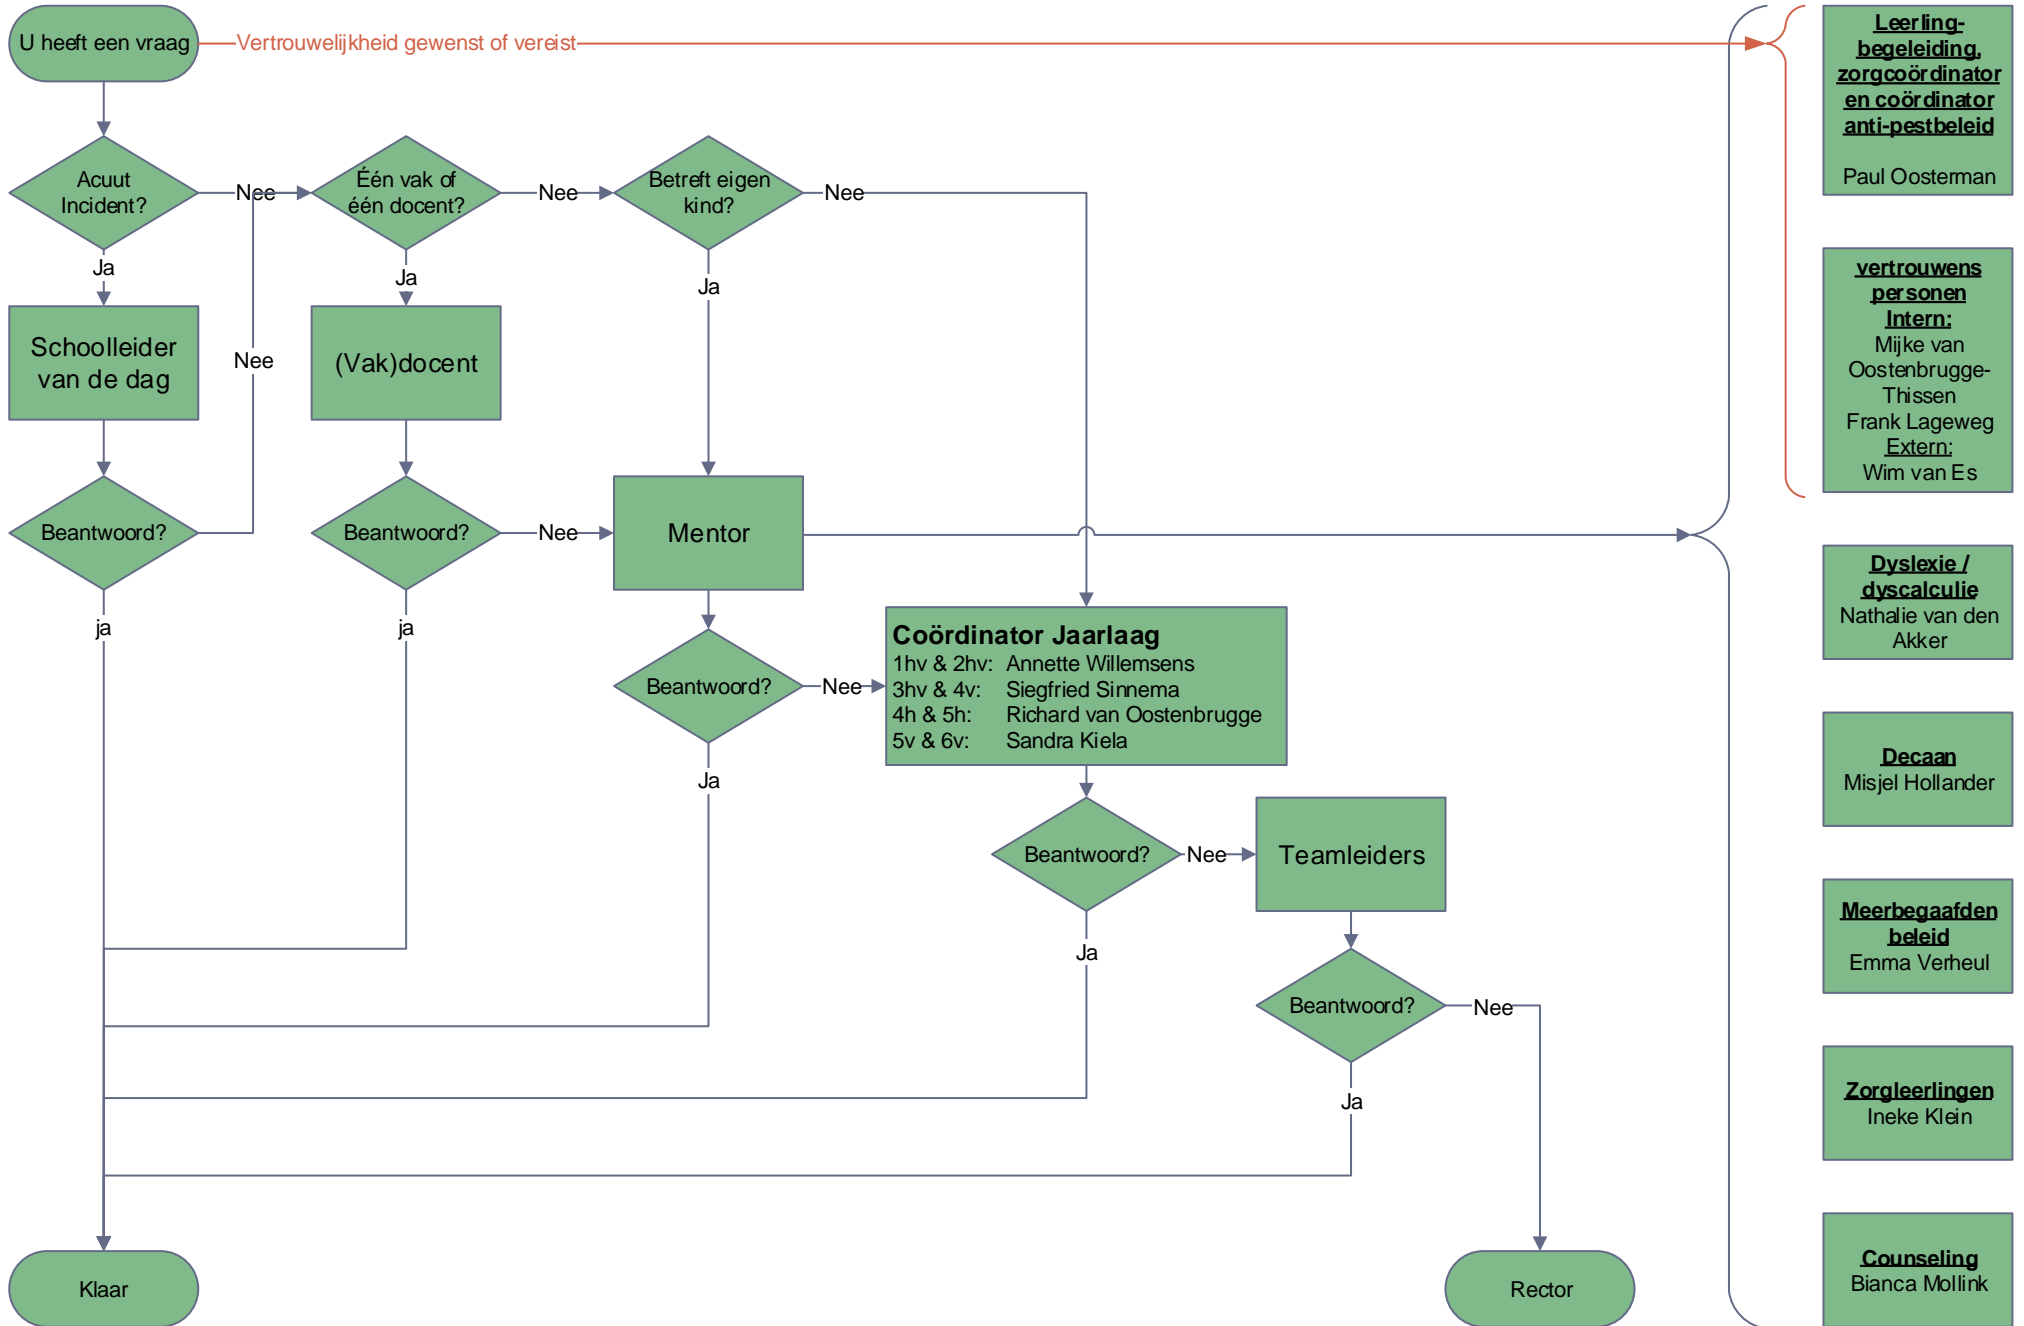 U heeft een vraag
Vertrouwelijkheid gewenst of vereist
Acuut
Incident?
Nee
Één vak of
één docent?
Nee
Betreft eigen
kind?
Nee
Ja
Ja
Ja
Schoolleider
van de dag
Nee
(Vak)docent
Beantwoord?
Beantwoord?
Nee
Mentor
ja
ja
Beantwoord?
Nee
Coördinator Jaarlaag
1hv & 2hv: Annette Willemsens
3hv & 4v: Siegfried Sinnema
4h & 5h: Richard van Oostenbrugge
5v & 6v: Sandra Kiela
Ja
Beantwoord?
Nee
Teamleiders
Ja
Beantwoord?
Nee
Ja
Klaar
Rector
Leerling-
begeleiding,
zorgcoördinator
en coördinator
anti-pestbeleid
Paul Oosterman
vertrouwens
personen
Intern:
Mijke van
Oostenbrugge-
Thissen
Frank Lageweg
Extern:
Wim van Es
Dyslexie /
dyscalculie
Nathalie van den
Akker
Decaan
Misjel Hollander
Meerbegaafden
beleid
Emma Verheul
Zorgleerlingen
Ineke Klein
Counseling
Bianca Mollink